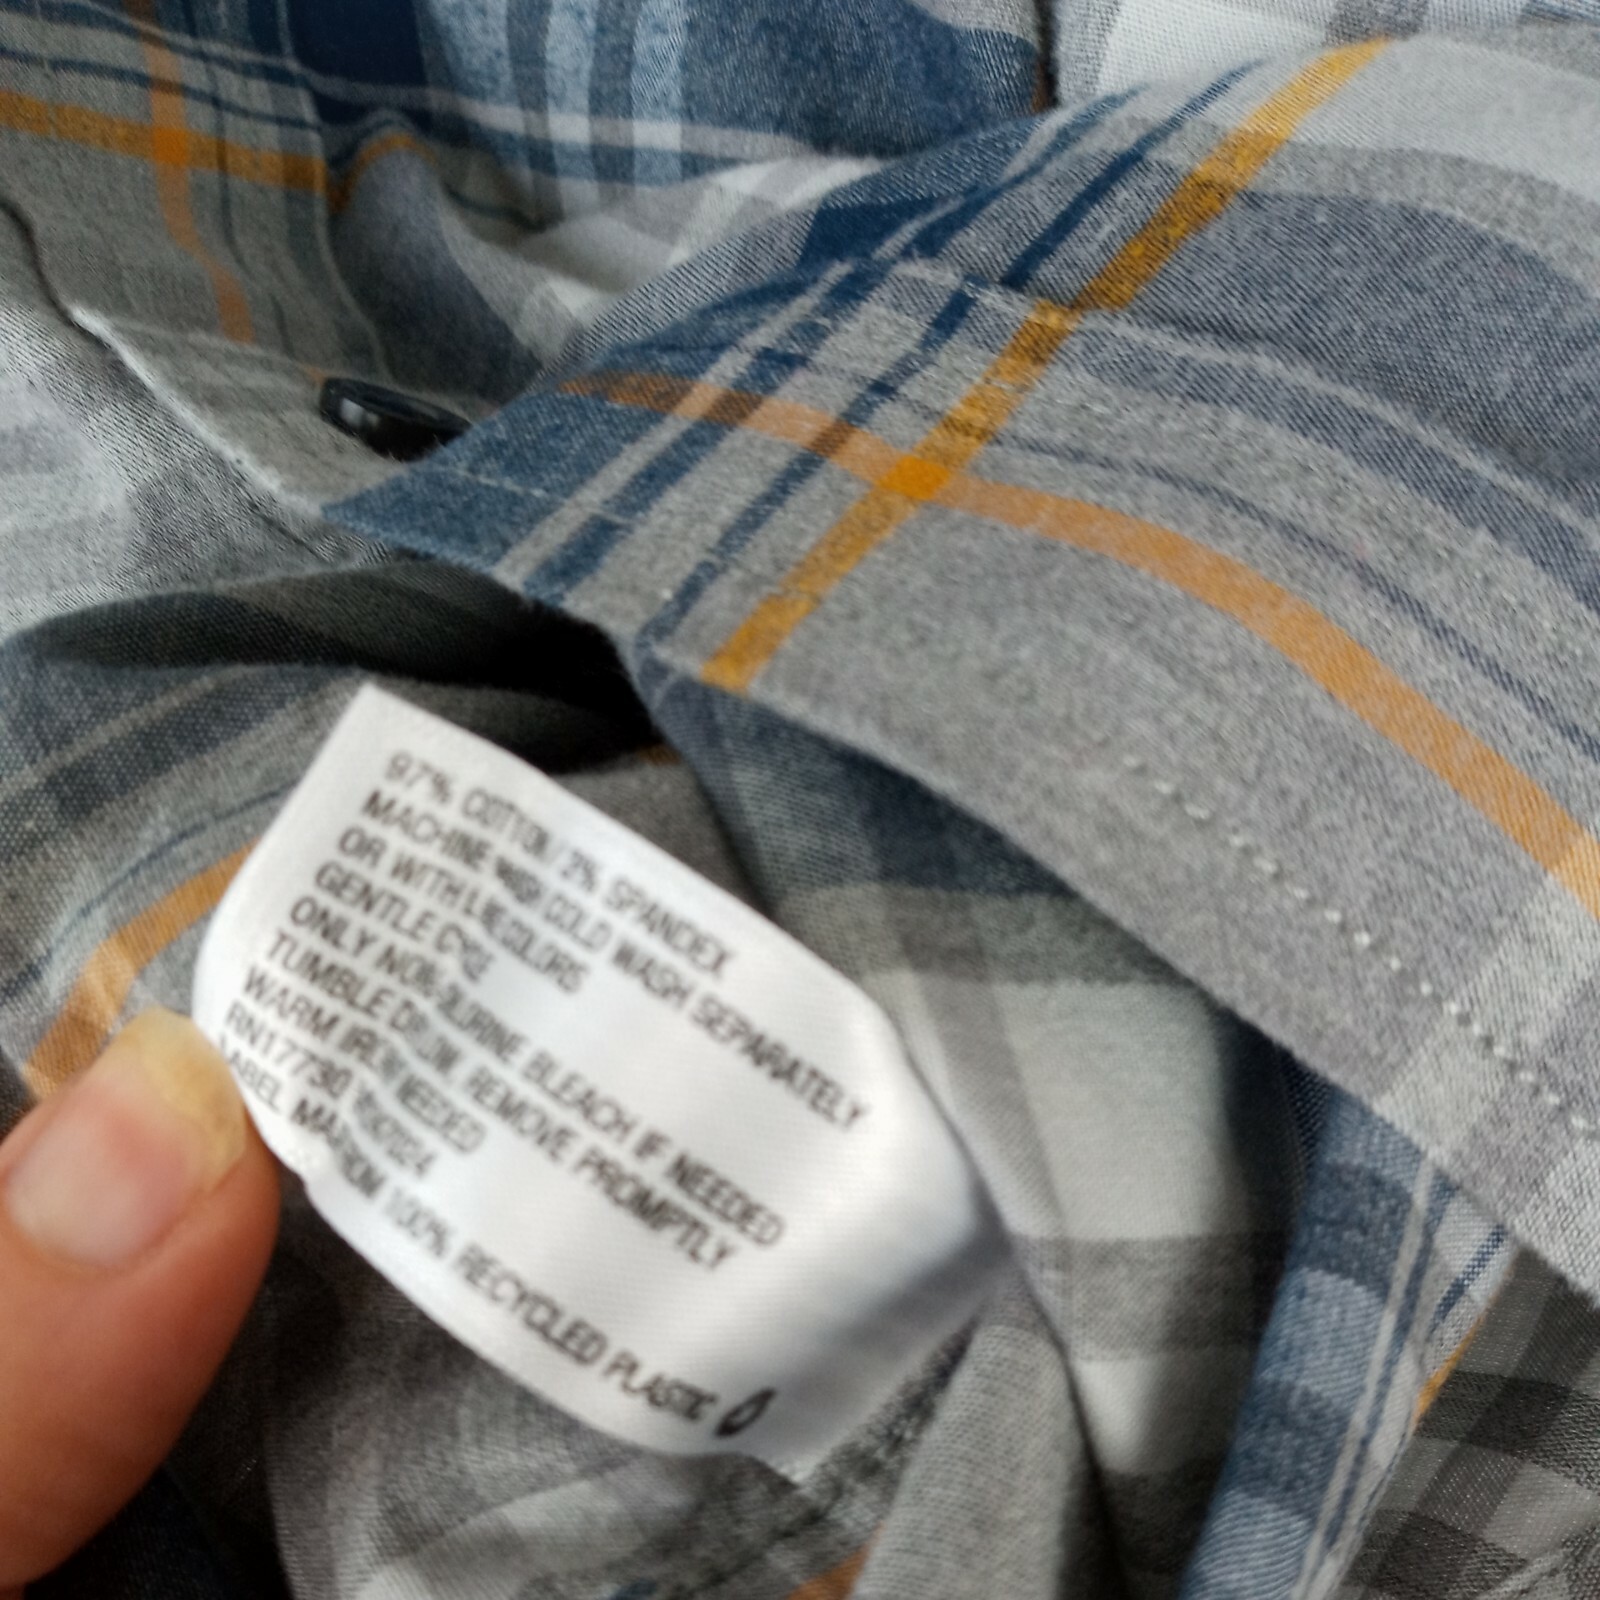 97% COTTON/ 3% SPANDEX
MACHINE WASH COLD WASH SEPARATELY
OR WITH LIKE COLORS
GENTLE CYCLE
ONLY NON-CHLORINE BLEACH IF NEEDED
TUMBLE DRY LOW, REMOVE PROMPTLY
WARM IRON IF NEEDED
RN17730
LABEL MADE FROM 100% RECYCLED PLASTIC